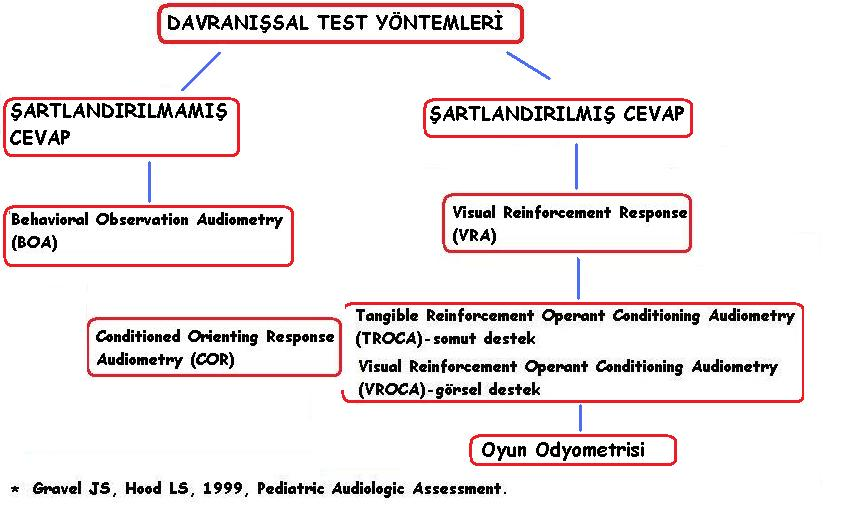 DAVRANIŞSAL TEST YÖNTEMLERİ
ŞARTLANDIRILMAMIŞ
CEVAP
ŞARTLANDIRILMIŞ CEVAP
Behavioral Observation Audiometry
(BOA)
Visual Reinforcement Response
(VRA)
Conditioned Orienting Response
Audiometry (COR)
Tangible Reinforcement Operant Conditioning Audiometry
(TROCA)-somut destek
Visual Reinforcement Operant Conditioning Audiometry
(VROCA)-görsel destek
Oyun Odyometrisi
* Gravel JS, Hood LS, 1999, Pediatric Audiologic Assessment.